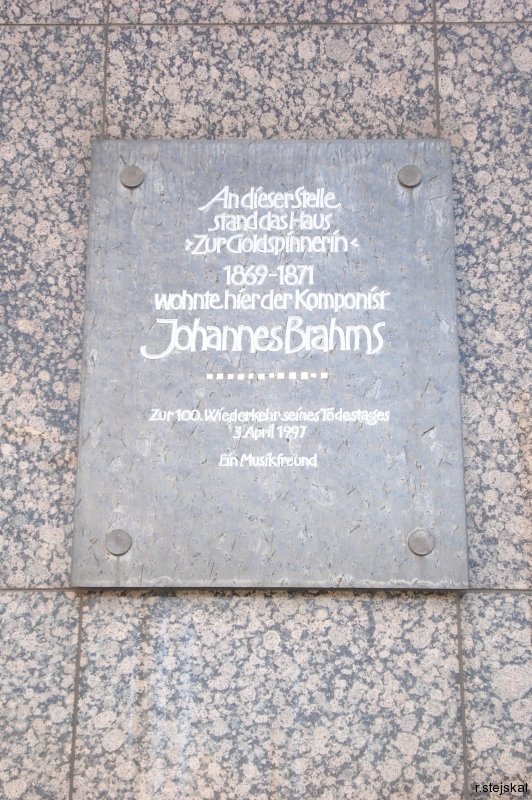 An dieser Stelle
stand das Haus
›Zur Goldspinnerin‹
1869-1871
wohnte hier der Komponist
Johannes Brahms
Zur 100. Wiederkehr seines Todestages
3. April 1997
Ein Musikfreund
r.stejskal